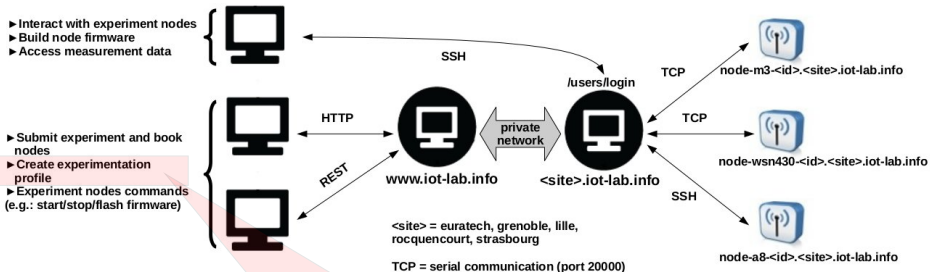 ►Interact with experiment nodes
►Build node firmware
►Access measurement data
SSH
/users/login
TCP
node-m3-<id>.<site>.iot-lab.info
►Submit experiment and book
nodes
►Create experimentation
profile
►Experiment nodes commands
(e.g.: start/stop/flash firmware)
HTTP
REST
www.iot-lab.info
private
network
<site>.iot-lab.info
TCP
node-wsn430-<id>.<site>.iot-lab.info
SSH
node-a8-<id>.<site>.iot-lab.info
<site> = euratech, grenoble, lille,
rocquencourt, strasbourg
TCP = serial communication (port 20000)